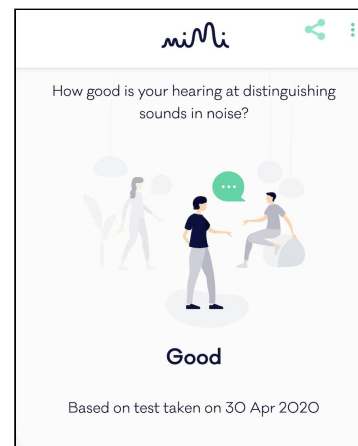 mimi
How good is your hearing at distinguishing
sounds in noise?
Good
Based on test taken on 30 Apr 2020